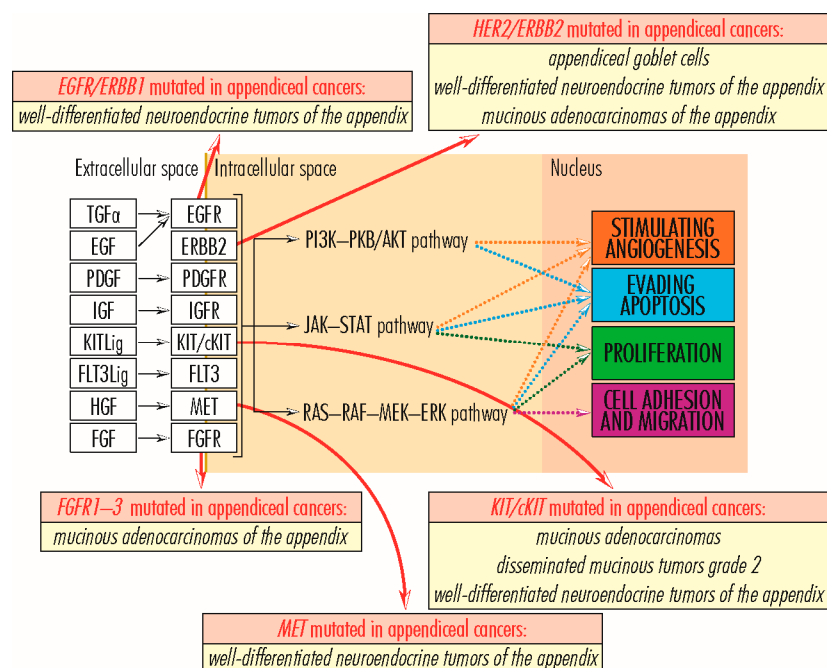 HER2/ERBB2 mutated in appendiceal cancers:
appendiceal goblet cells
well-differentiated neuroendocrine tumors of the appendix
mucinous adenocarcinomas of the appendix
EGFR/ERBB1 mutated in appendiceal cancers:
well-differentiated neuroendocrine tumors of the appendix
Extracellular space
Intracellular space
Nucleus
TGFα
EGFR
EGF
ERBB2
PDGF
PDGFR
IGF
IGFR
KITLig
KIT/cKIT
FLT3Lig
FLT3
HGF
MET
FGF
FGFR
PI3K–PKB/AKT pathway
JAK–STAT pathway
RAS–RAF–MEK–ERK pathway
STIMULATING
ANGIOGENESIS
EVADING
APOPTOSIS
PROLIFERATION
CELL ADHESION
AND MIGRATION
FGFR1–3 mutated in appendiceal cancers:
mucinous adenocarcinomas of the appendix
KIT/cKIT mutated in appendiceal cancers:
mucinous adenocarcinomas
disseminated mucinous tumors grade 2
well-differentiated neuroendocrine tumors of the appendix
MET mutated in appendiceal cancers:
well-differentiated neuroendocrine tumors of the appendix